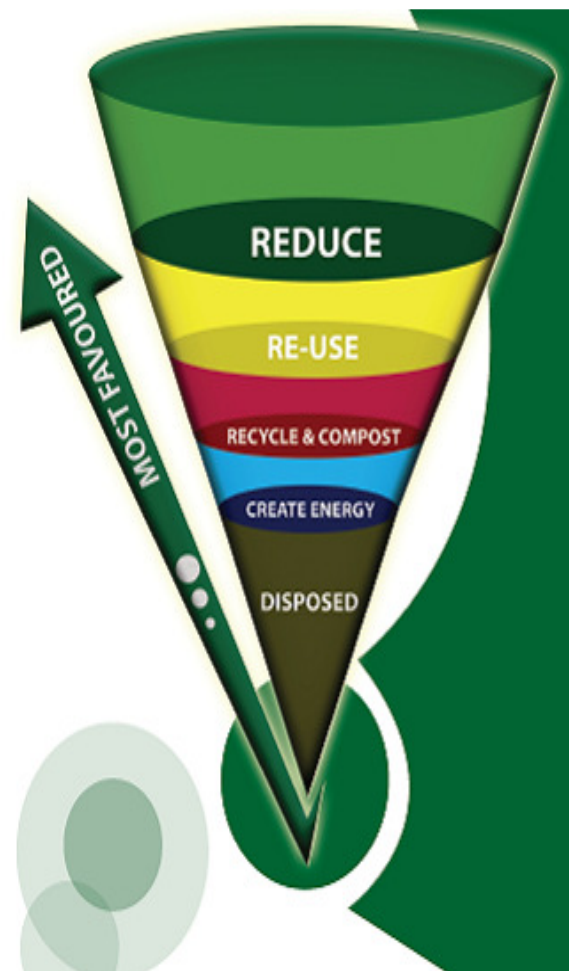 REDUCE
RE-USE
RECYCLE & COMPOST
CREATE ENERGY
DISPOSED
MOST FAVOURED